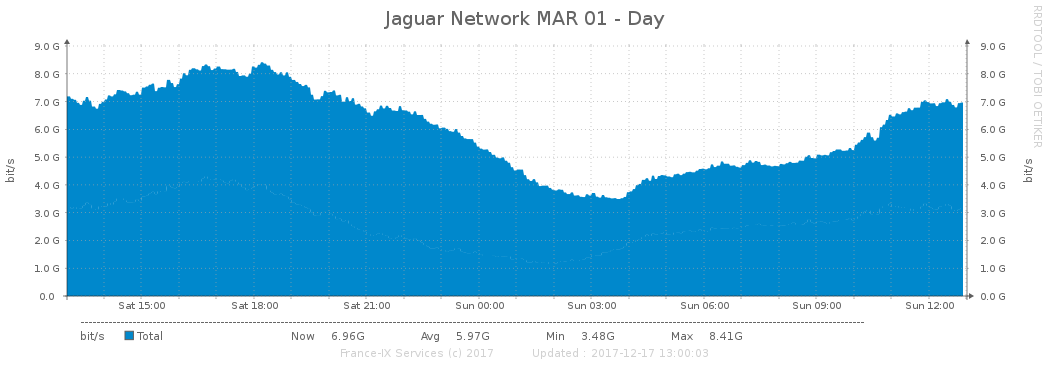 Jaguar Network MAR 01 - Day
RRDTOOL / TOBI OETIKER
9.0 G 9.0 G
8.0 G 8.0 G
7.0 G 7.0 G
6.0 G 6.0 G
5.0 G 5.0 G
4.0 G 4.0 G
3.0 G 3.0 G
2.0 G 2.0 G
1.0 G 1.0 G
0.0 0.0 G
bit/s bit/s
Sat 15:00 Sat 18:00 Sat 21:00 Sun 00:00 Sun 03:00 Sun 06:00 Sun 09:00 Sun 12:00
bit/s Total Now 6.96G Avg 5.97G Min 3.48G Max 8.41G
France-IX Services (c) 2017 Updated : 2017-12-17 13:00:03